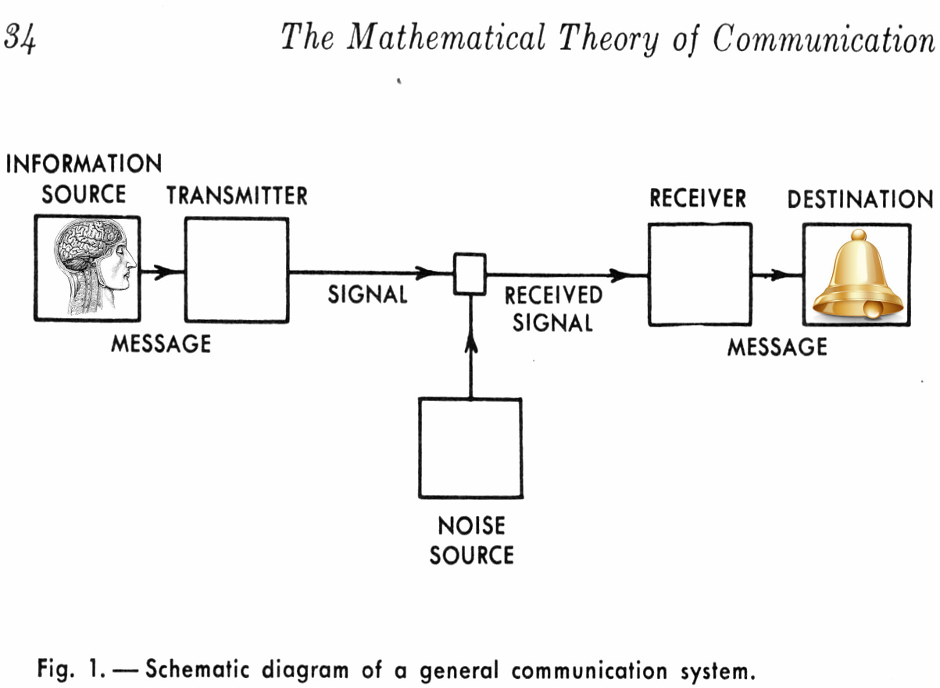 34 The Mathematical Theory of Communication
INFORMATION
SOURCE
TRANSMITTER
RECEIVER
DESTINATION
SIGNAL
RECEIVED
SIGNAL
MESSAGE
MESSAGE
NOISE
SOURCE
Fig. 1. — Schematic diagram of a general communication system.